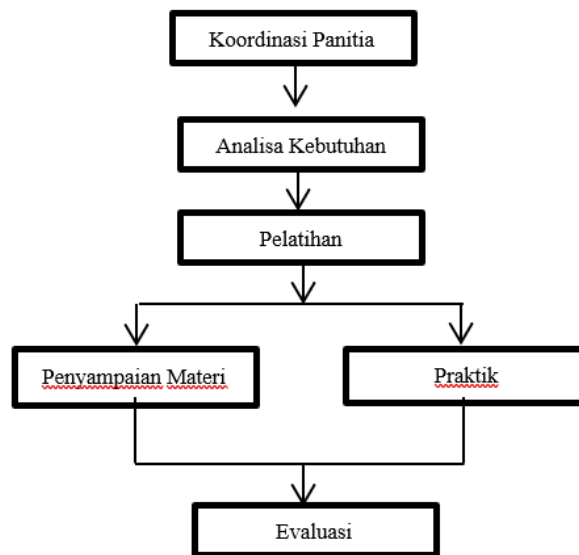 Koordinasi Panitia
Analisa Kebutuhan
Pelatihan
Penyampaian Materi
Praktik
Evaluasi